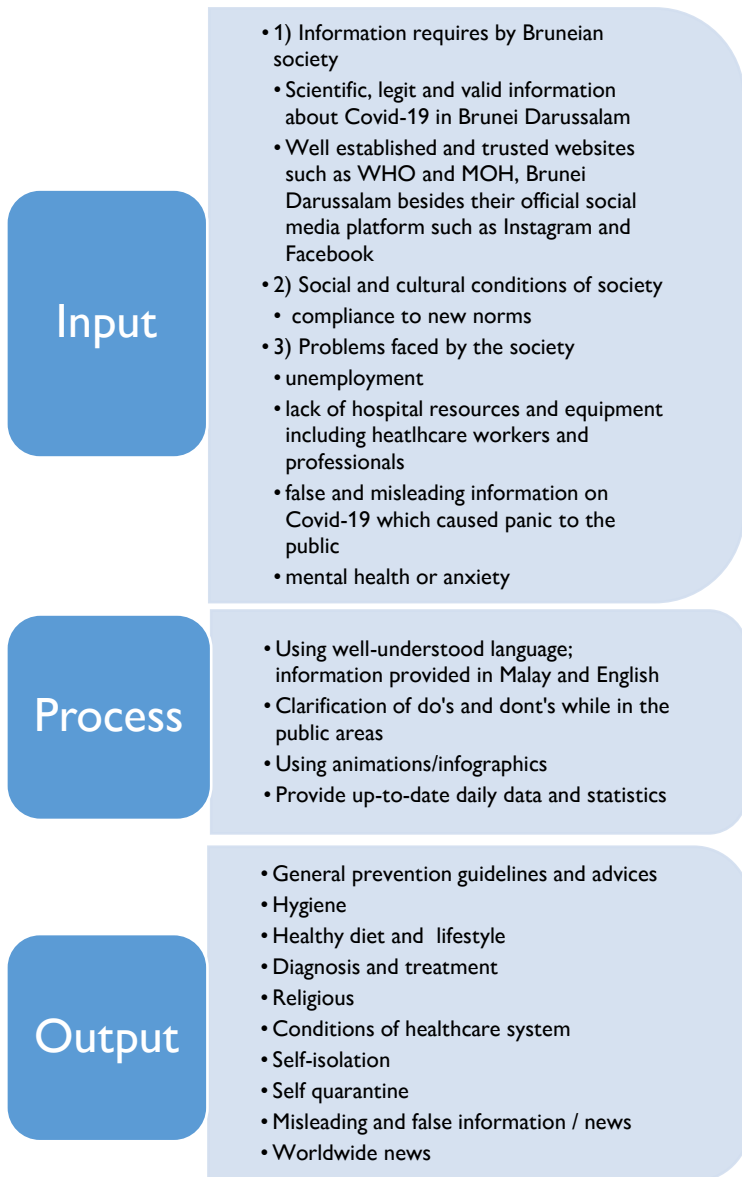 Input
• 1) Information requires by Bruneian
society
• Scientific, legit and valid information
about Covid-19 in Brunei Darussalam
• Well established and trusted websites
such as WHO and MOH, Brunei
Darussalam besides their official social
media platform such as Instagram and
Facebook
• 2) Social and cultural conditions of society
• compliance to new norms
• 3) Problems faced by the society
• unemployment
• lack of hospital resources and equipment
including heatlhcare workers and
professionals
• false and misleading information on
Covid-19 which caused panic to the
public
• mental health or anxiety
Process
• Using well-understood language;
information provided in Malay and English
• Clarification of do's and dont's while in the
public areas
• Using animations/infographics
• Provide up-to-date daily data and statistics
Output
• General prevention guidelines and advices
• Hygiene
• Healthy diet and lifestyle
• Diagnosis and treatment
• Religious
• Conditions of healthcare system
• Self-isolation
• Self quarantine
• Misleading and false information / news
• Worldwide news